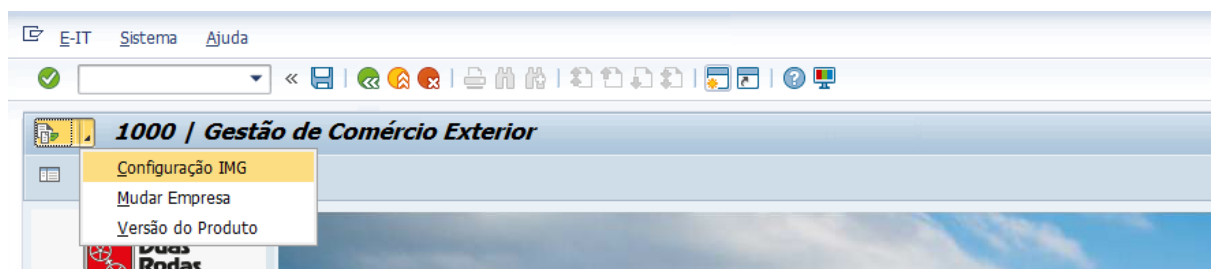 E-IT Sistema Ajuda
1000 | Gestão de Comércio Exterior
Configuração IMG
Mudar Empresa
Versão do Produto
Duas
Rodas